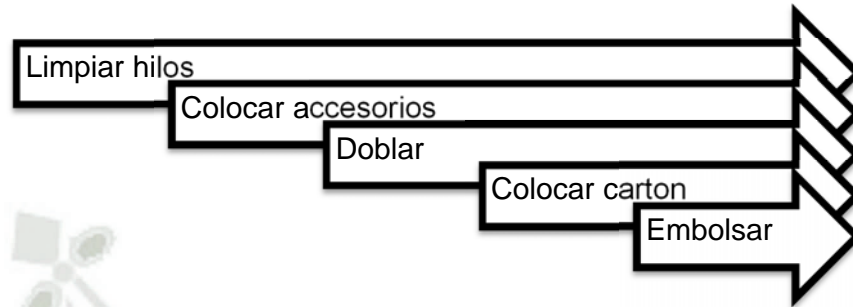 Limpiar hilos
Colocar accesorios
Doblar
Colocar carton
Embolsar